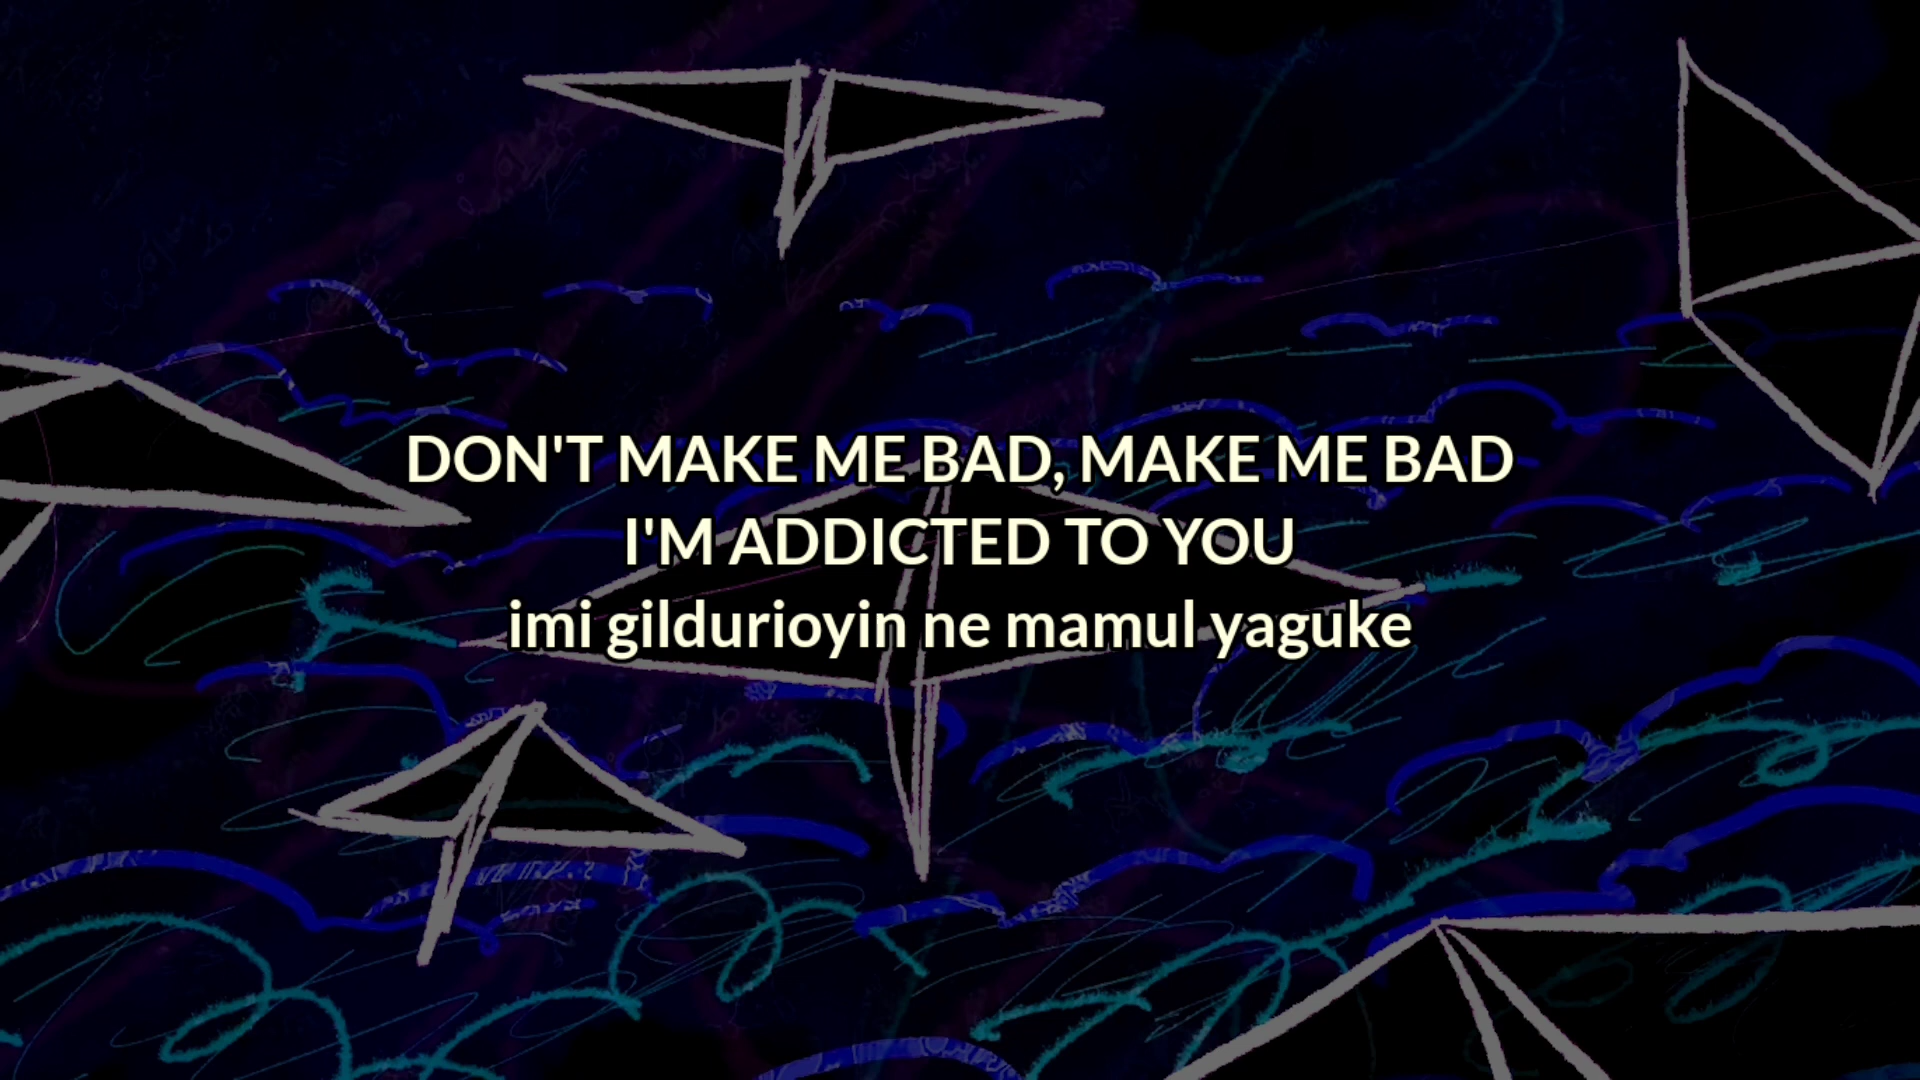 DON'T MAKE ME BAD, MAKE ME BAD
I'M ADDICTED TO YOU
imi gildurioyin ne mamul yaguke